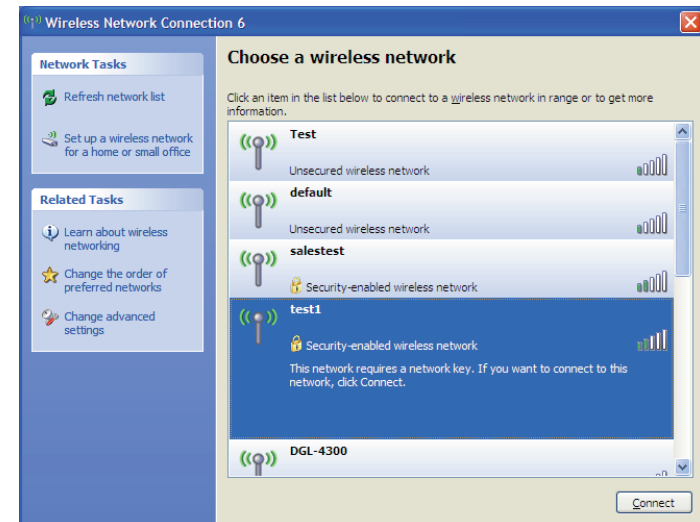 Wireless Network Connection 6
Network Tasks
Refresh network list
Set up a wireless network
for a home or small office
Related Tasks
Learn about wireless
networking
Change the order of
preferred networks
Change advanced
settings
Choose a wireless network
Click an item in the list below to connect to a wireless network in range or to get more
information.
Test
Unsecured wireless network
default
Unsecured wireless network
salestest
Security-enabled wireless network
test1
Security-enabled wireless network
This network requires a network key. If you want to connect to this
network, click Connect.
DGL-4300
Connect